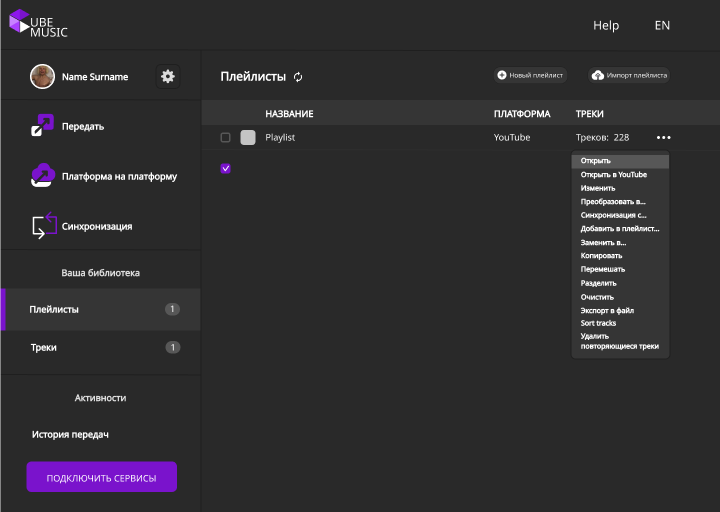 UBE
MUSIC
Help
EN
Name Surname
Плейлисты
Новый плейлист
Импорт плейлиста
НАЗВАНИЕ
ПЛАТФОРМА
ТРЕКИ
Передать
Playlist
YouTube
Треков: 228
Открыть
Открыть в YouTube
Изменить
Преобразовать в...
Синхронизация с...
Добавить в плейлист...
Заменить в...
Копировать
Перемешать
Разделить
Очистить
Экспорт в файл
Sort tracks
Удалить
повторяющиеся треки
Платформа на платформу
Синхронизация
Ваша библиотека
Плейлисты
1
Треки
1
Активности
История передач
ПОДКЛЮЧИТЬ СЕРВИСЫ